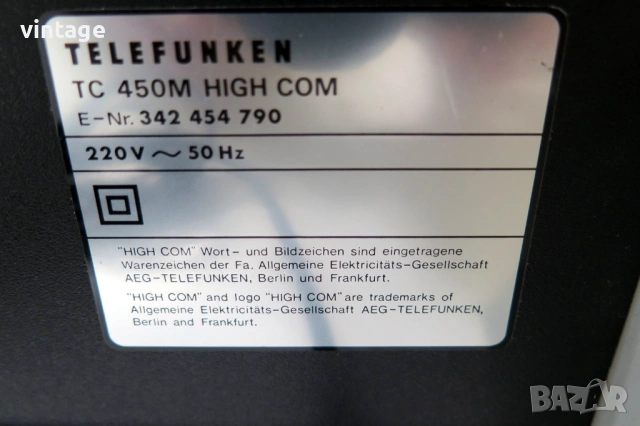 vintage
TELEFUNKEN
TC 450M HIGH COM
E-Nr. 342 454 790
220V ~ 50 Hz
"HIGH COM" Wort- und Bildzeichen sind eingetragene
Warenzeichen der Fa. Allgemeine Elektricitäts-Gesellschaft
AEG-TELEFUNKEN, Berlin und Frankfurt.
"HIGH COM" and logo "HIGH COM" are trademarks of
Allgemeine Elektricitäts-Gesellschaft AEG-TELEFUNKEN,
Berlin and Frankfurt.
BAZAR